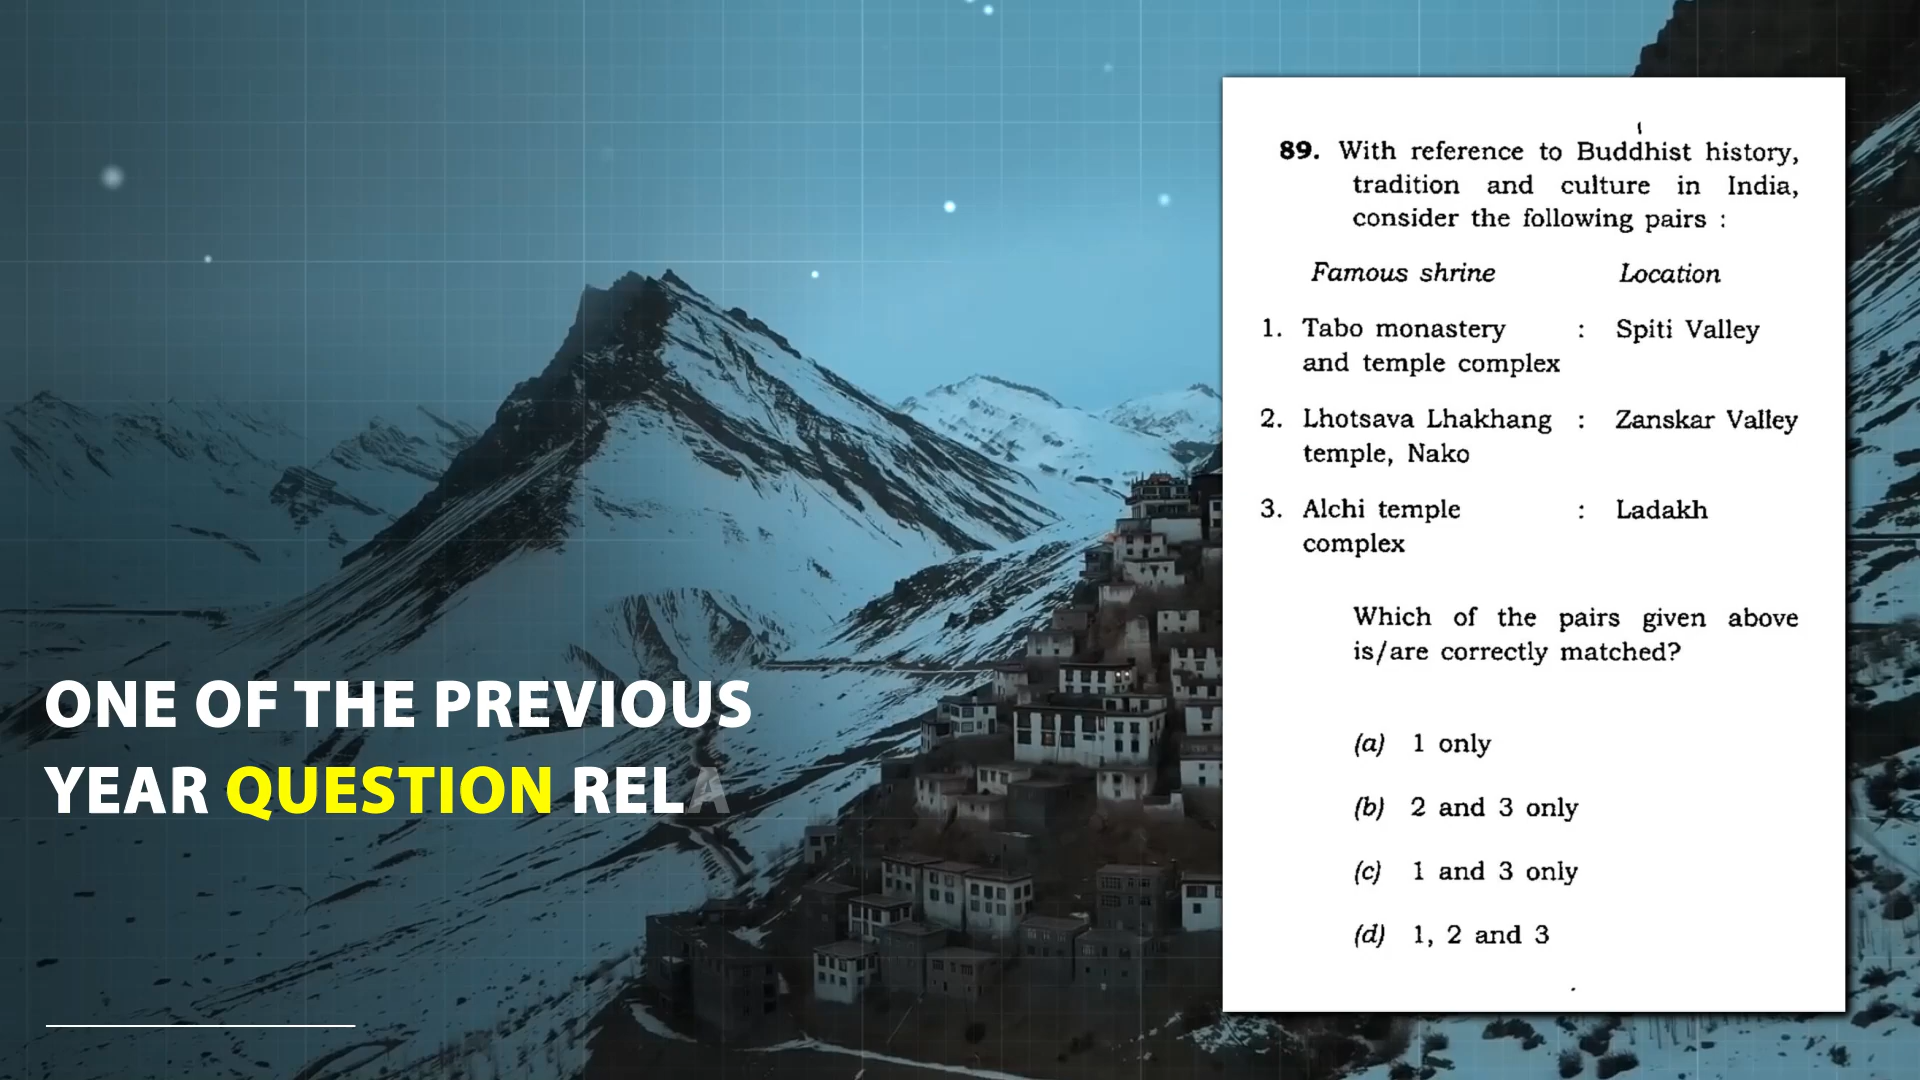 ONE OF THE PREVIOUS
YEAR QUESTION RELA
89. With reference to Buddhist history,
tradition and culture in India,
consider the following pairs :
Famous shrine Location
1. Tabo monastery : Spiti Valley
and temple complex
2. Lhotsava Lhakhang : Zanskar Valley
temple, Nako
3. Alchi temple : Ladakh
complex
Which of the pairs given above
is/are correctly matched?
(a) 1 only
(b) 2 and 3 only
(c) 1 and 3 only
(d) 1, 2 and 3